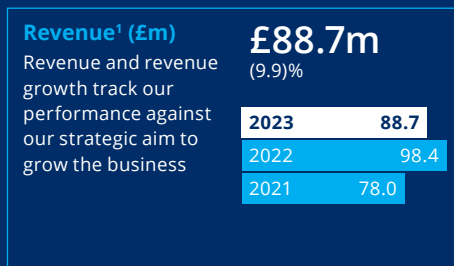 Revenue¹ (£m)
Revenue and revenue
growth track our
performance against
our strategic aim to
grow the business
£88.7m
(9.9)%
2023 88.7
2022 98.4
2021 78.0